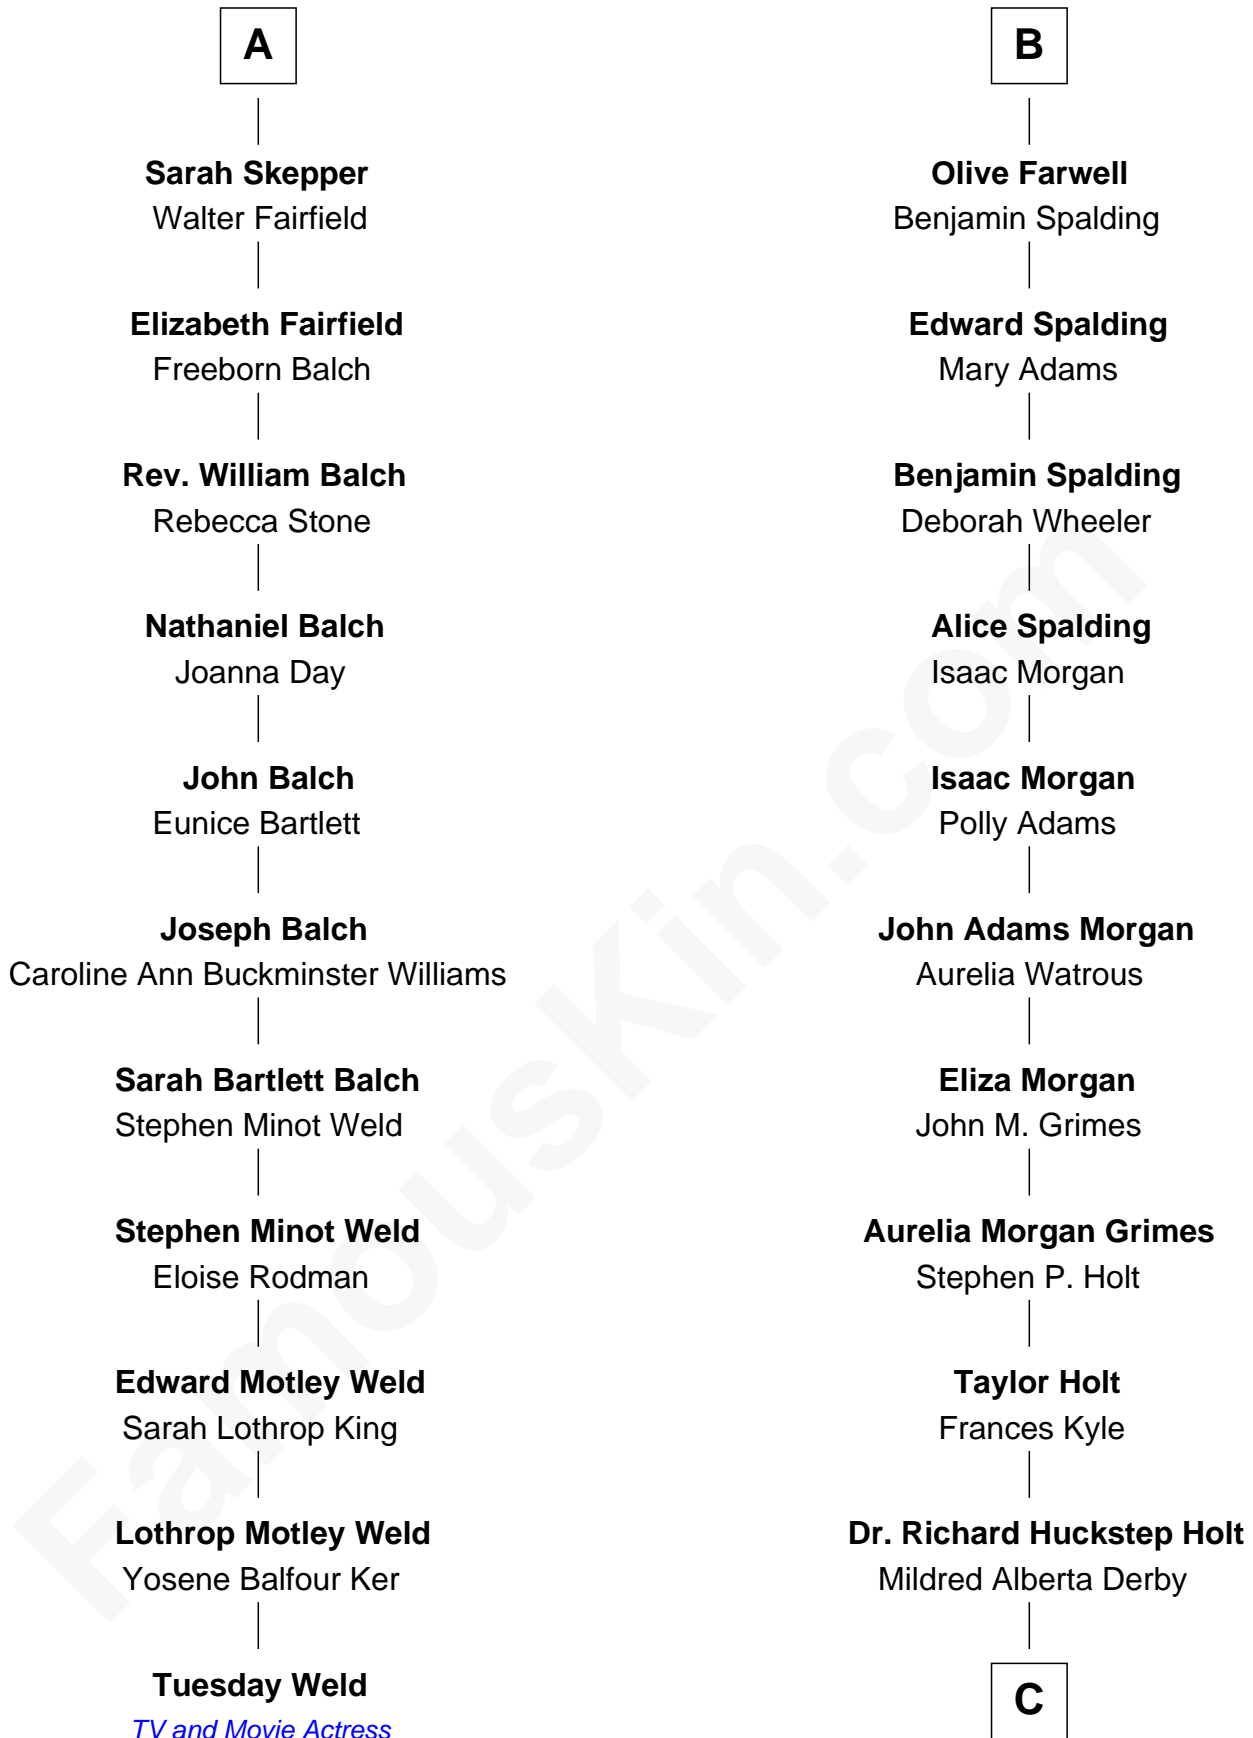 A
Sarah Skepper
Walter Fairfield
Elizabeth Fairfield
Freeborn Balch
Rev. William Balch
Rebecca Stone
Nathaniel Balch
Joanna Day
John Balch
Eunice Bartlett
Joseph Balch
Caroline Ann Buckminster Williams
Sarah Bartlett Balch
Stephen Minot Weld
Stephen Minot Weld
Eloise Rodman
Edward Motley Weld
Sarah Lothrop King
Lothrop Motley Weld
Yosene Balfour Ker
Tuesday Weld
TV and Movie Actress
B
Olive Farwell
Benjamin Spalding
Edward Spalding
Mary Adams
Benjamin Spalding
Deborah Wheeler
Alice Spalding
Isaac Morgan
Isaac Morgan
Polly Adams
John Adams Morgan
Aurelia Watrous
Eliza Morgan
John M. Grimes
Aurelia Morgan Grimes
Stephen P. Holt
Taylor Holt
Frances Kyle
Dr. Richard Huckstep Holt
Mildred Alberta Derby
C
FamousKin.com